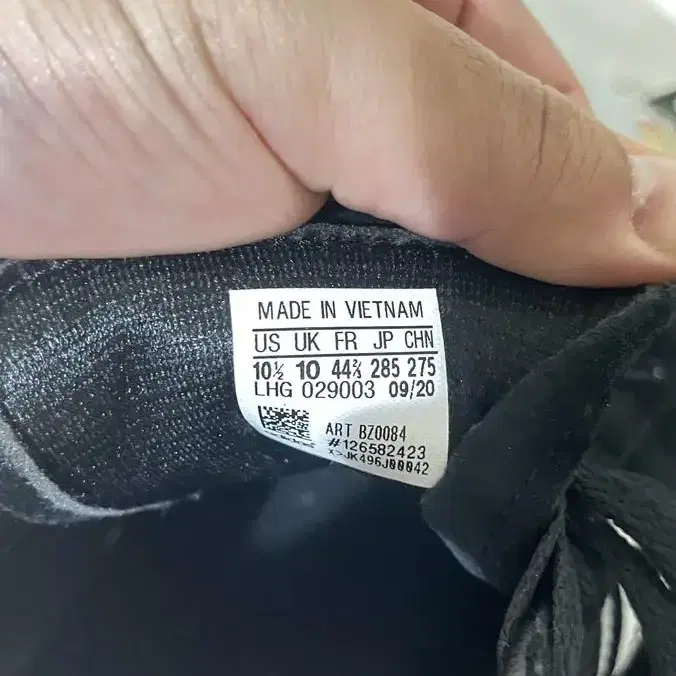 MADE IN VIETNAM
US UK FR JP CHN
10½ 10 44⅔ 285 275
LHG 029003 09/20
ART BZ0084
#126582423
X>JK496J00042